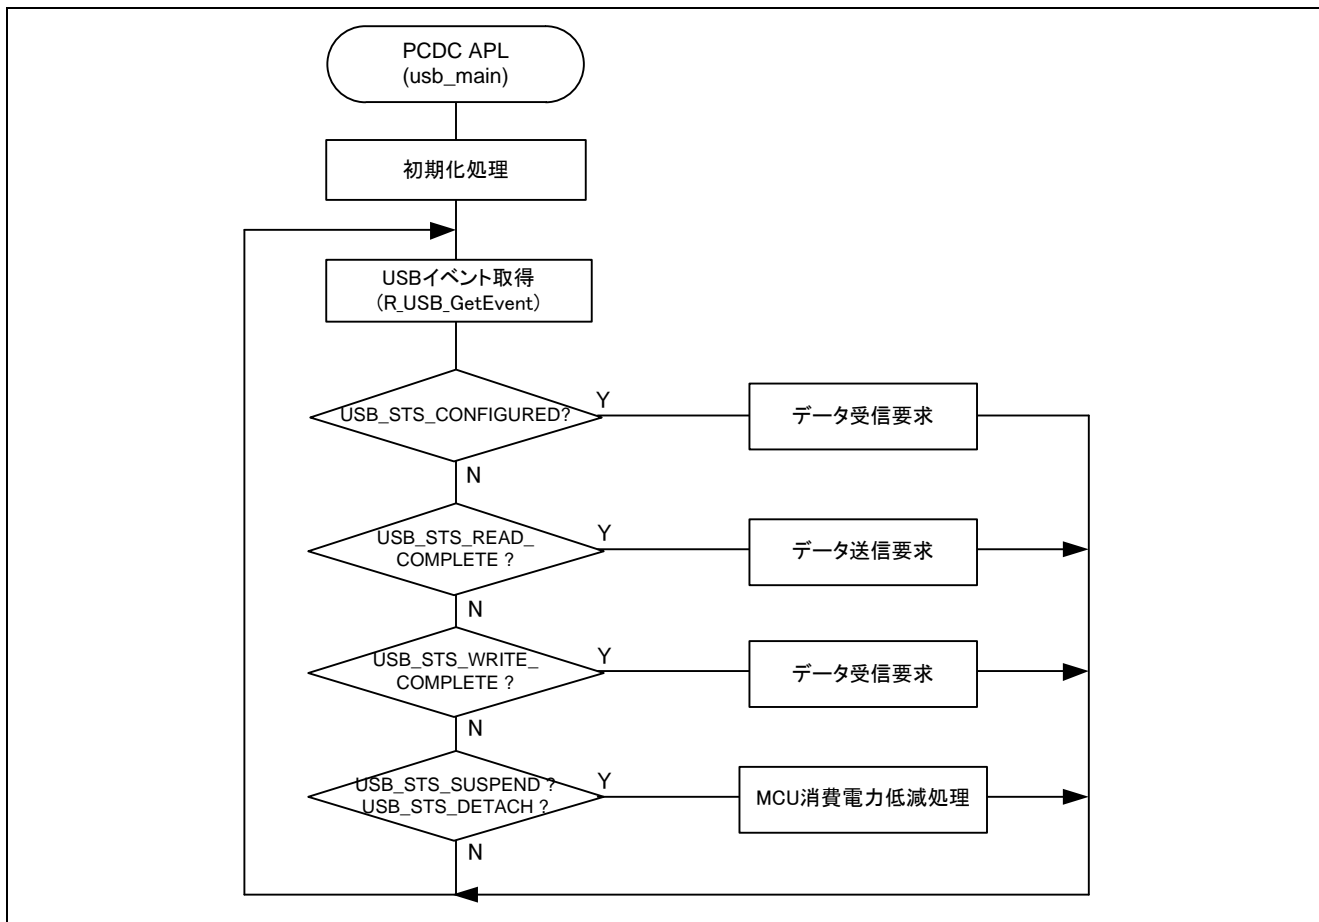 PCDC APL
(usb_main)
初期化処理
USBイベント取得
(R_USB_GetEvent)
USB_STS_CONFIGURED?
Y
データ受信要求
N
USB_STS_READ_
COMPLETE ?
Y
データ送信要求
N
USB_STS_WRITE_
COMPLETE ?
Y
データ受信要求
N
USB_STS_SUSPEND ?
USB_STS_DETACH ?
Y
MCU消費電力低減処理
N